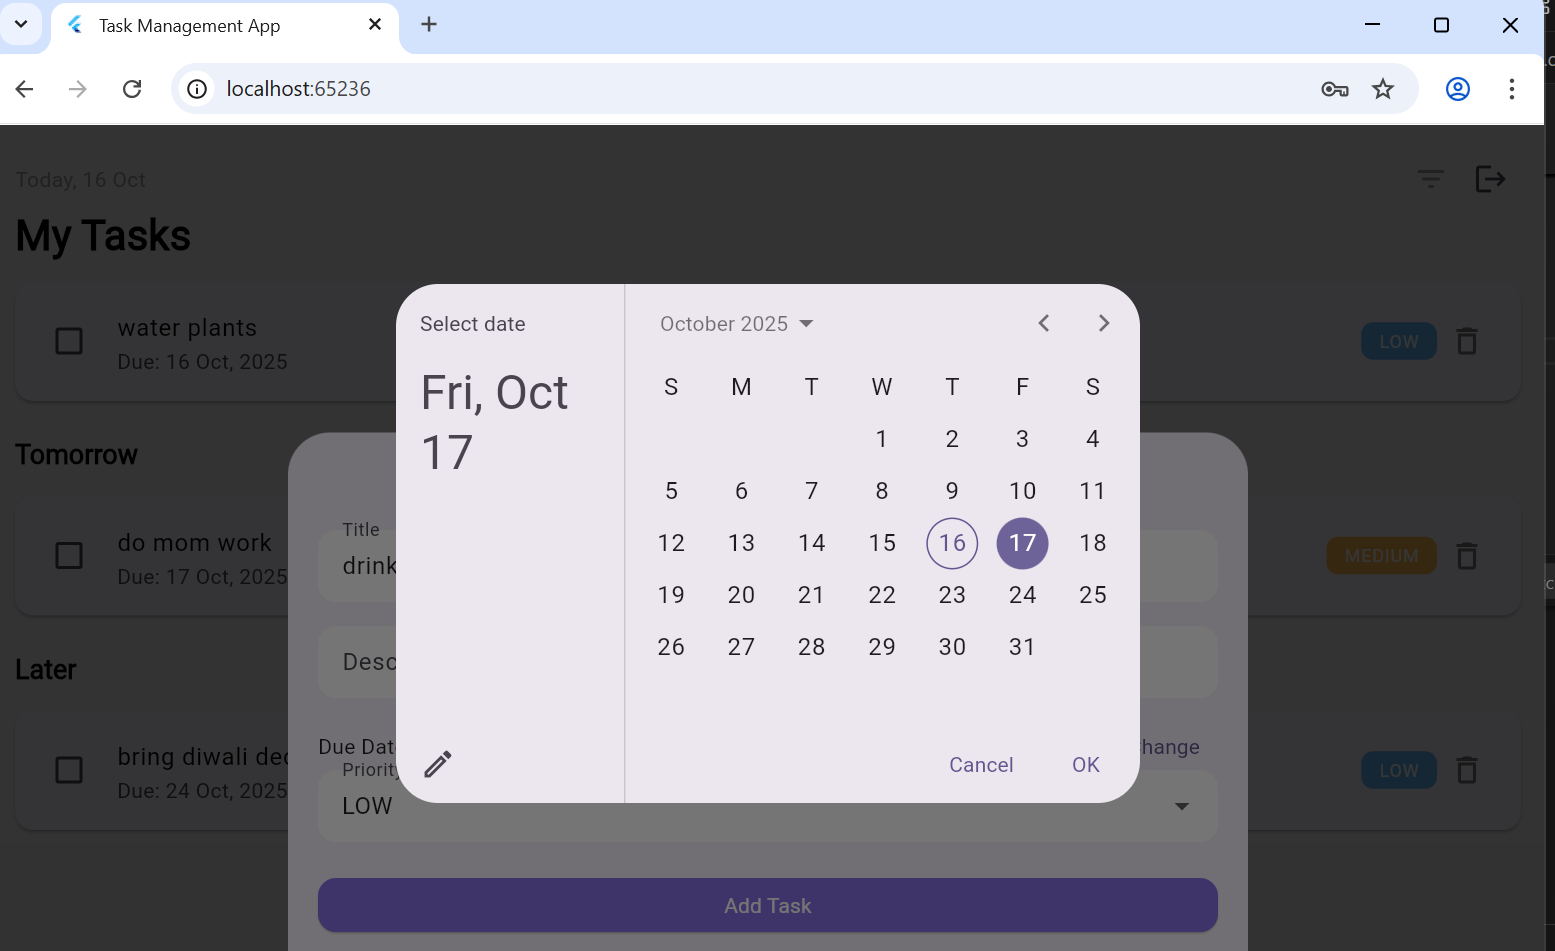 Task Management App
localhost:65236
Today, 16 Oct
My Tasks
water plants
Due: 16 Oct, 2025
LOW
Tomorrow
do mom work
Due: 17 Oct, 2025
MEDIUM
Later
bring diwali dec
Due: 24 Oct, 2025
LOW
Title
drink
Desc
Due Dat
hange
Priority
LOW
Add Task
Select date
Fri, Oct
17
October 2025
S M T W T F S
1 2 3 4
5 6 7 8 9 10 11
12 13 14 15 16 17 18
19 20 21 22 23 24 25
26 27 28 29 30 31
Cancel OK